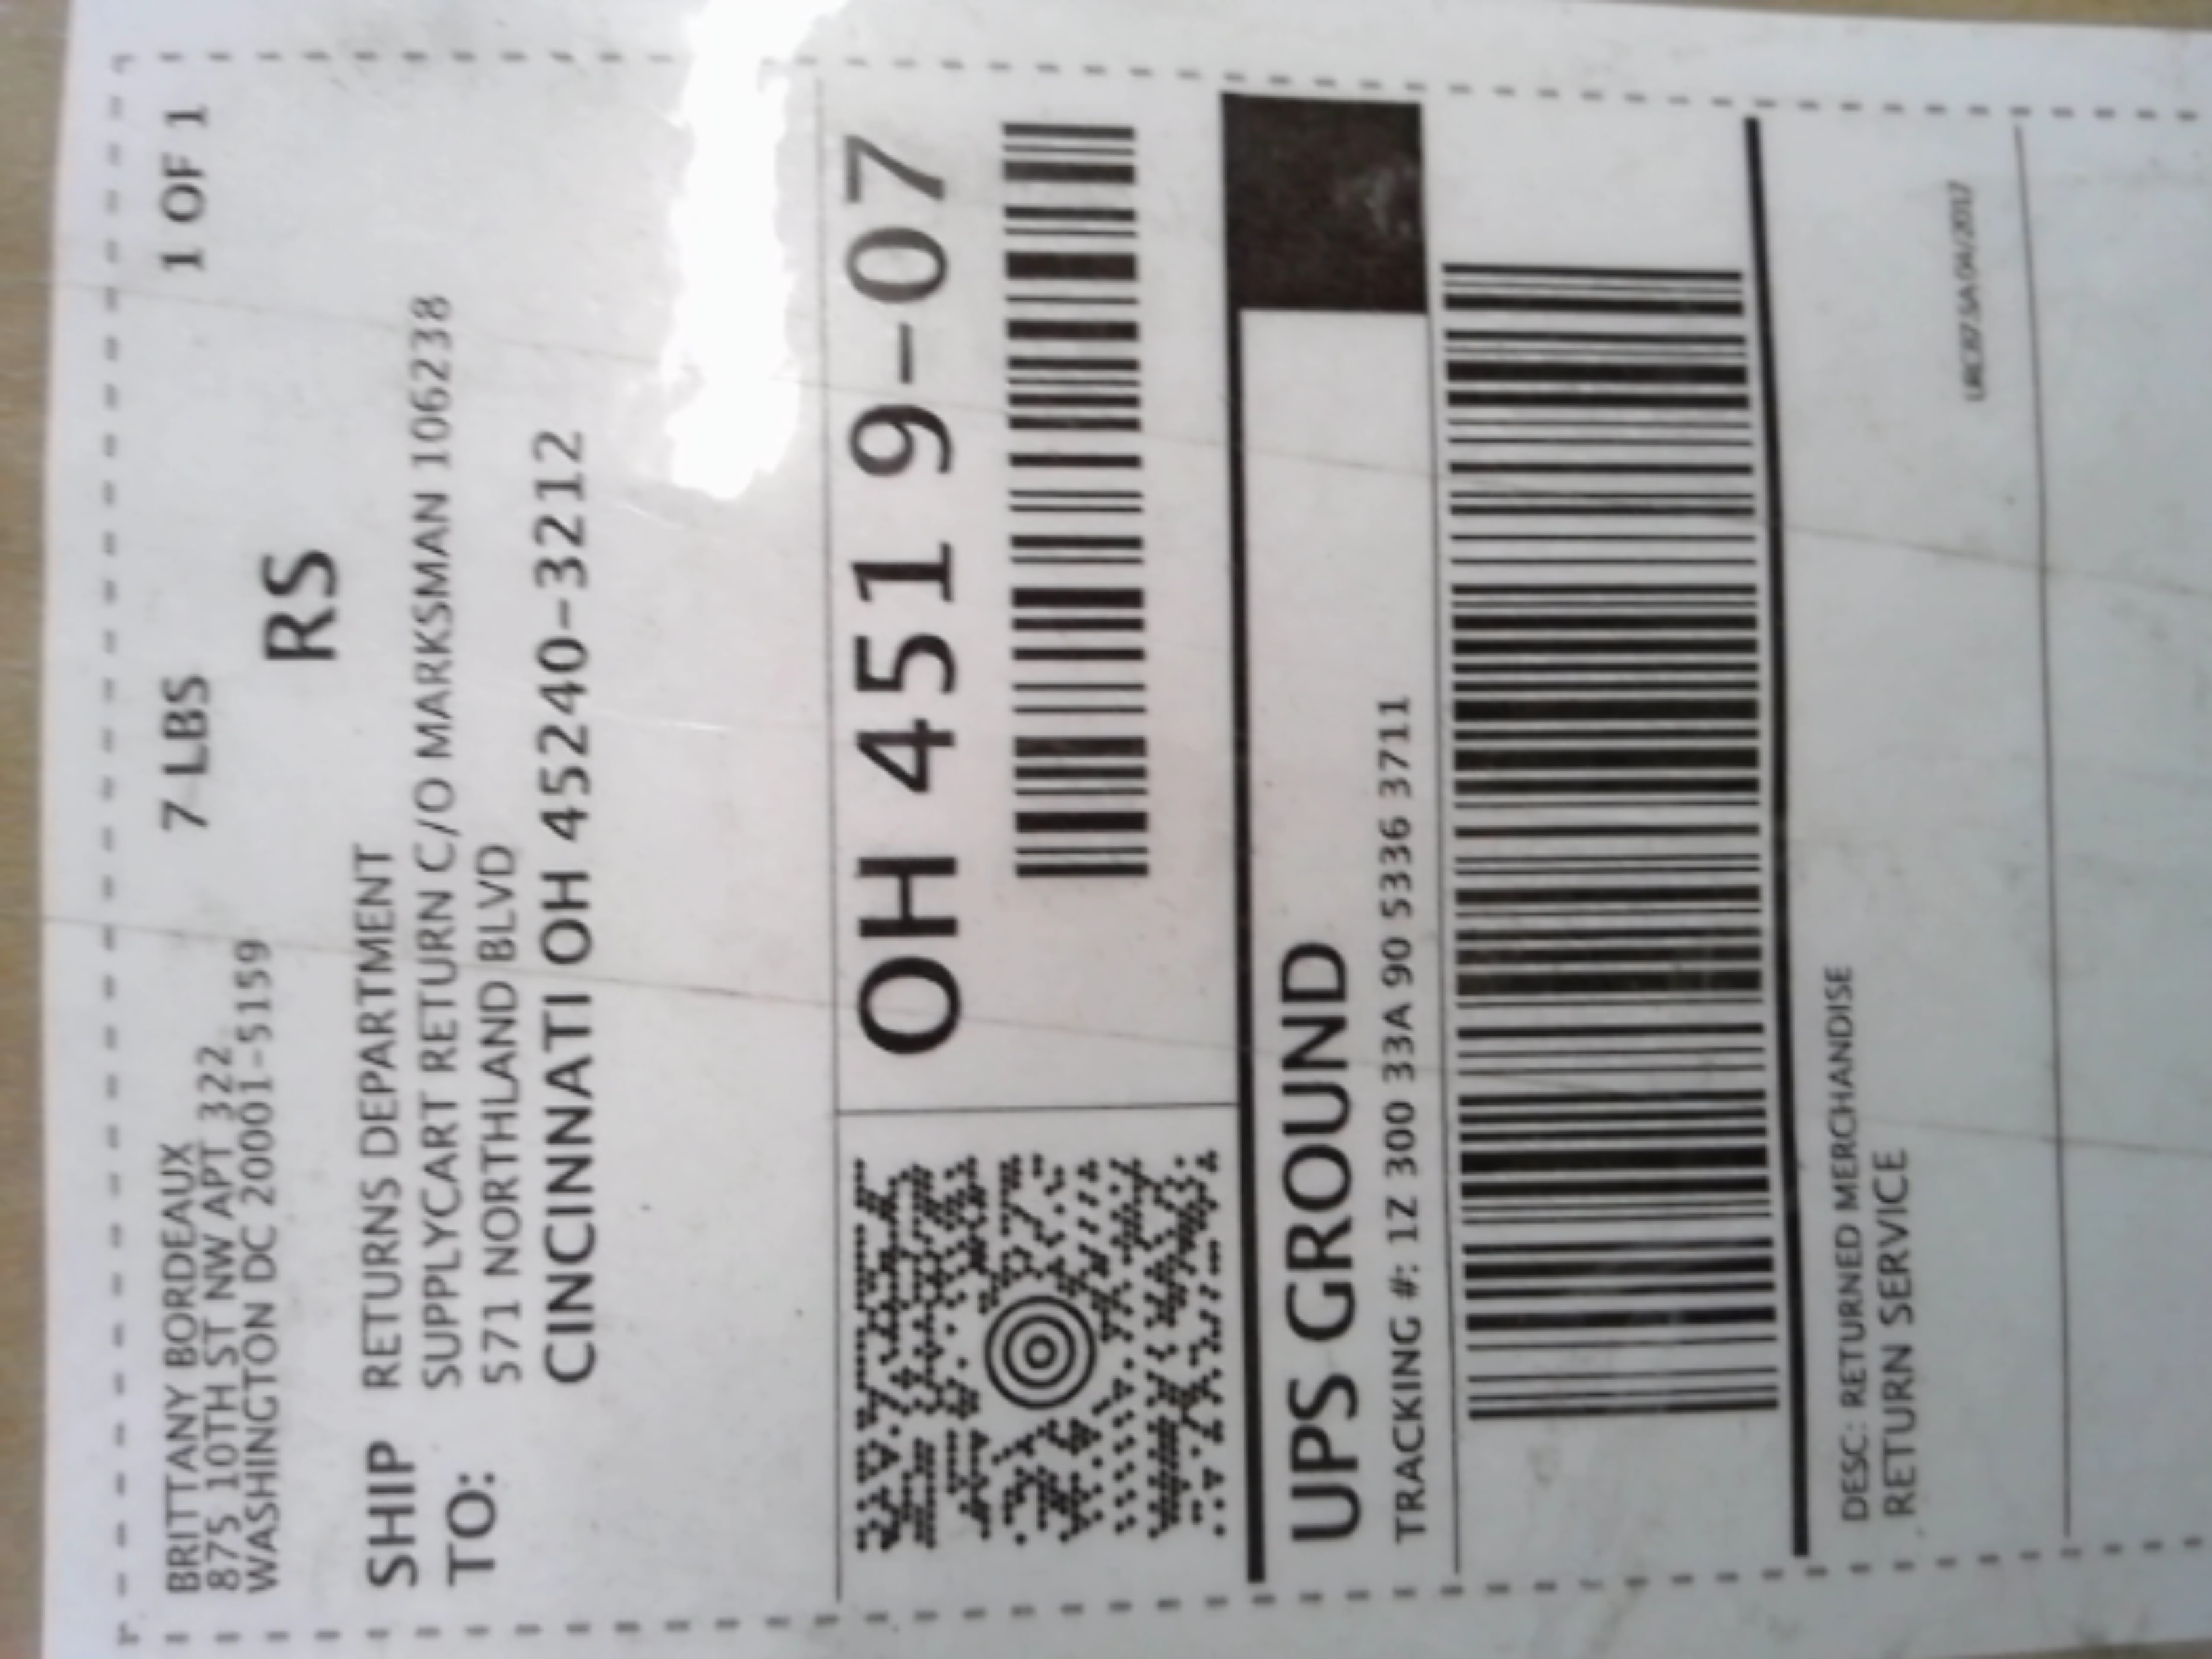 BRITTANY BORDEAUX
875 10TH ST NW APT 322
WASHINGTON DC 20001-5159
7 LBS
1 OF 1
RS
SHIP TO:
RETURNS DEPARTMENT
SUPPLYCART RETURN C/O MARKSMAN 106238
571 NORTHLAND BLVD
CINCINNATI OH 45240-3212
OH 451 9-07
UPS GROUND
TRACKING #: 1Z 300 33A 90 5336 3711
DESC: RETURNED MERCHANDISE
RETURN SERVICE